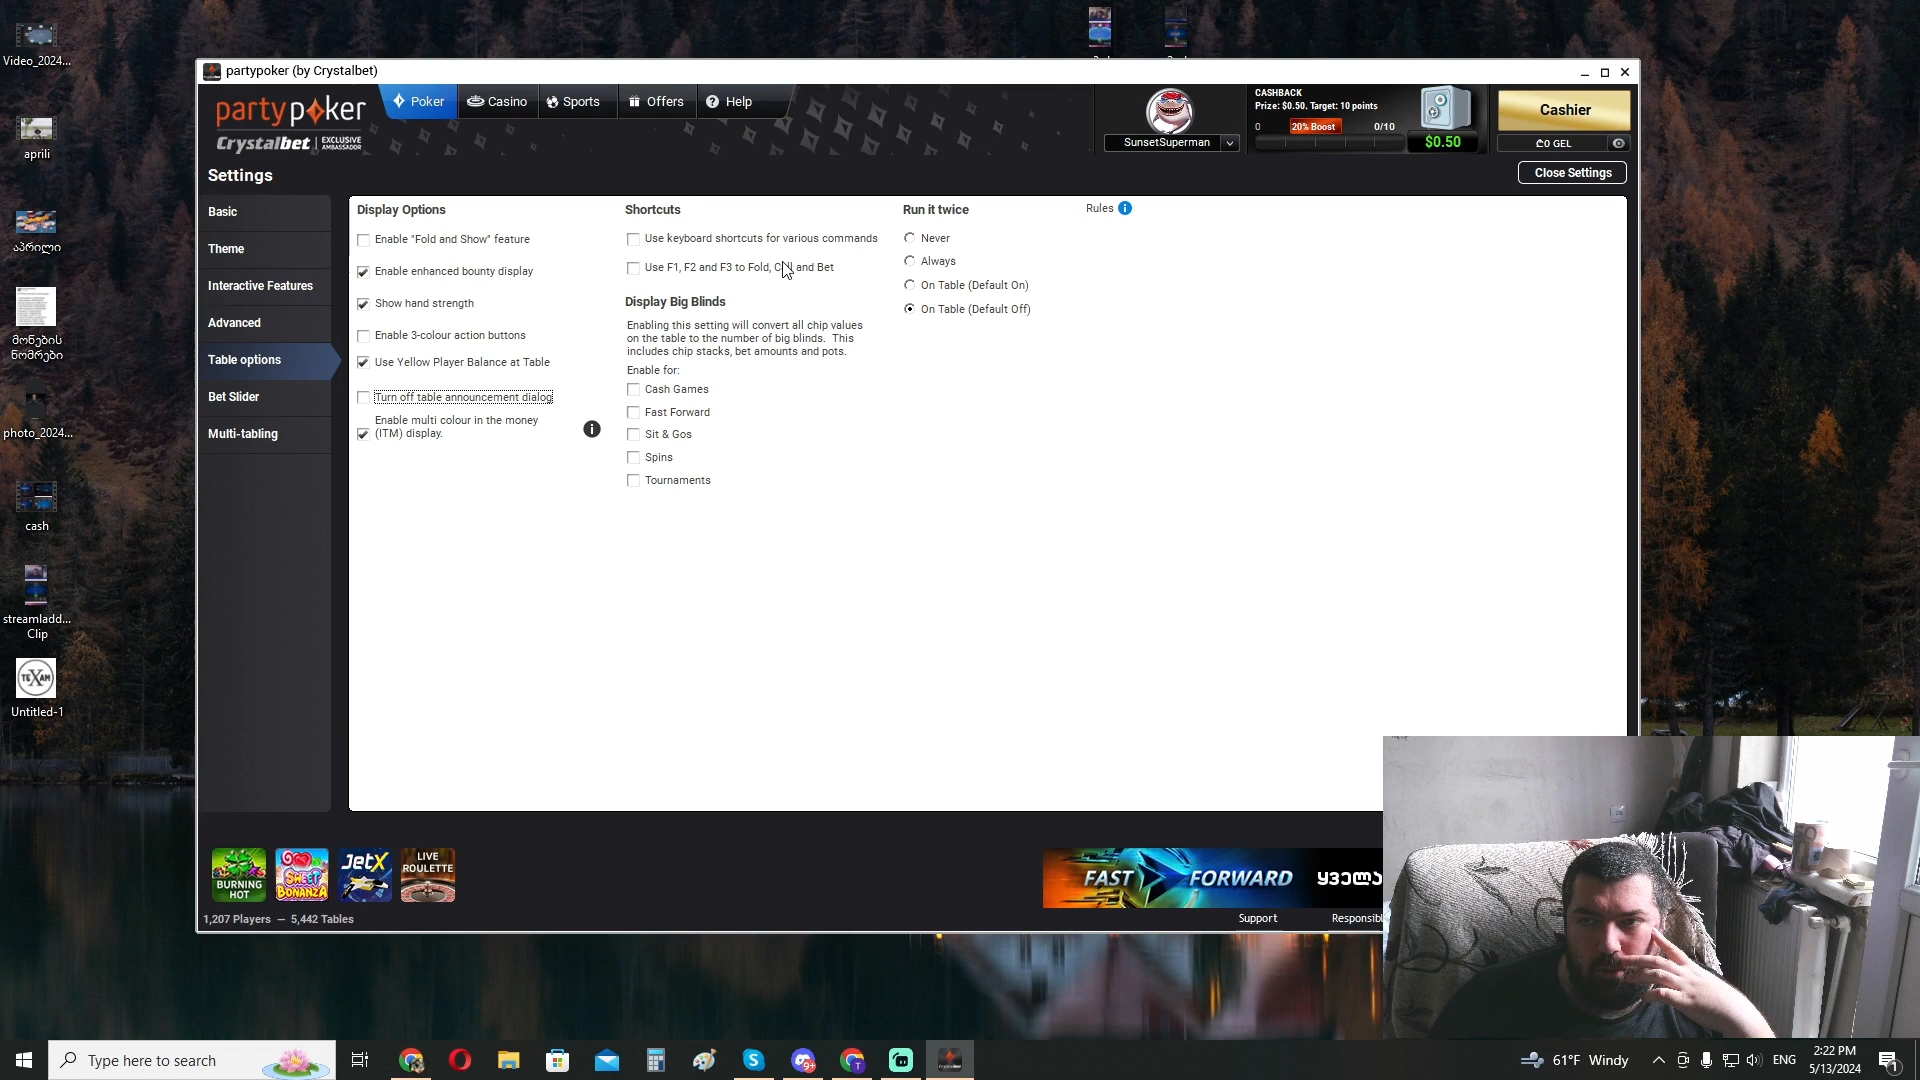 Video_2024...
aprili
აპრილი
მონების
ნომრები
photo_2024...
cash
streamladd...
Clip
TEXAM
Untitled-1
partypoker (by Crystalbet)
partypoker
Crystalbet EXCLUSIVE AMBASSADOR
Poker
Casino
Sports
Offers
Help
SunsetSuperman
CASHBACK
Prize: $0.50. Target: 10 points
0 20% Boost 0/10
$0.50
Cashier
₾0 GEL
Settings
Close Settings
Basic
Theme
Interactive Features
Advanced
Table options
Bet Slider
Multi-tabling
Display Options
Enable "Fold and Show" feature
Enable enhanced bounty display
Show hand strength
Enable 3-colour action buttons
Use Yellow Player Balance at Table
Turn off table announcement dialog
Enable multi colour in the money
(ITM) display.
Shortcuts
Use keyboard shortcuts for various commands
Use F1, F2 and F3 to Fold, Call and Bet
Display Big Blinds
Enabling this setting will convert all chip values
on the table to the number of big blinds. This
includes chip stacks, bet amounts and pots.
Enable for:
Cash Games
Fast Forward
Sit & Gos
Spins
Tournaments
Run it twice
Never
Always
On Table (Default On)
On Table (Default Off)
Rules
BURNING
HOT
SWEET
BONANZA
JetX
LIVE
ROULETTE
FAST FORWARD ყველა
1,207 Players — 5,442 Tables
Support
Responsibl
Type here to search
9+
T
61°F Windy
ENG
2:22 PM
5/13/2024
1